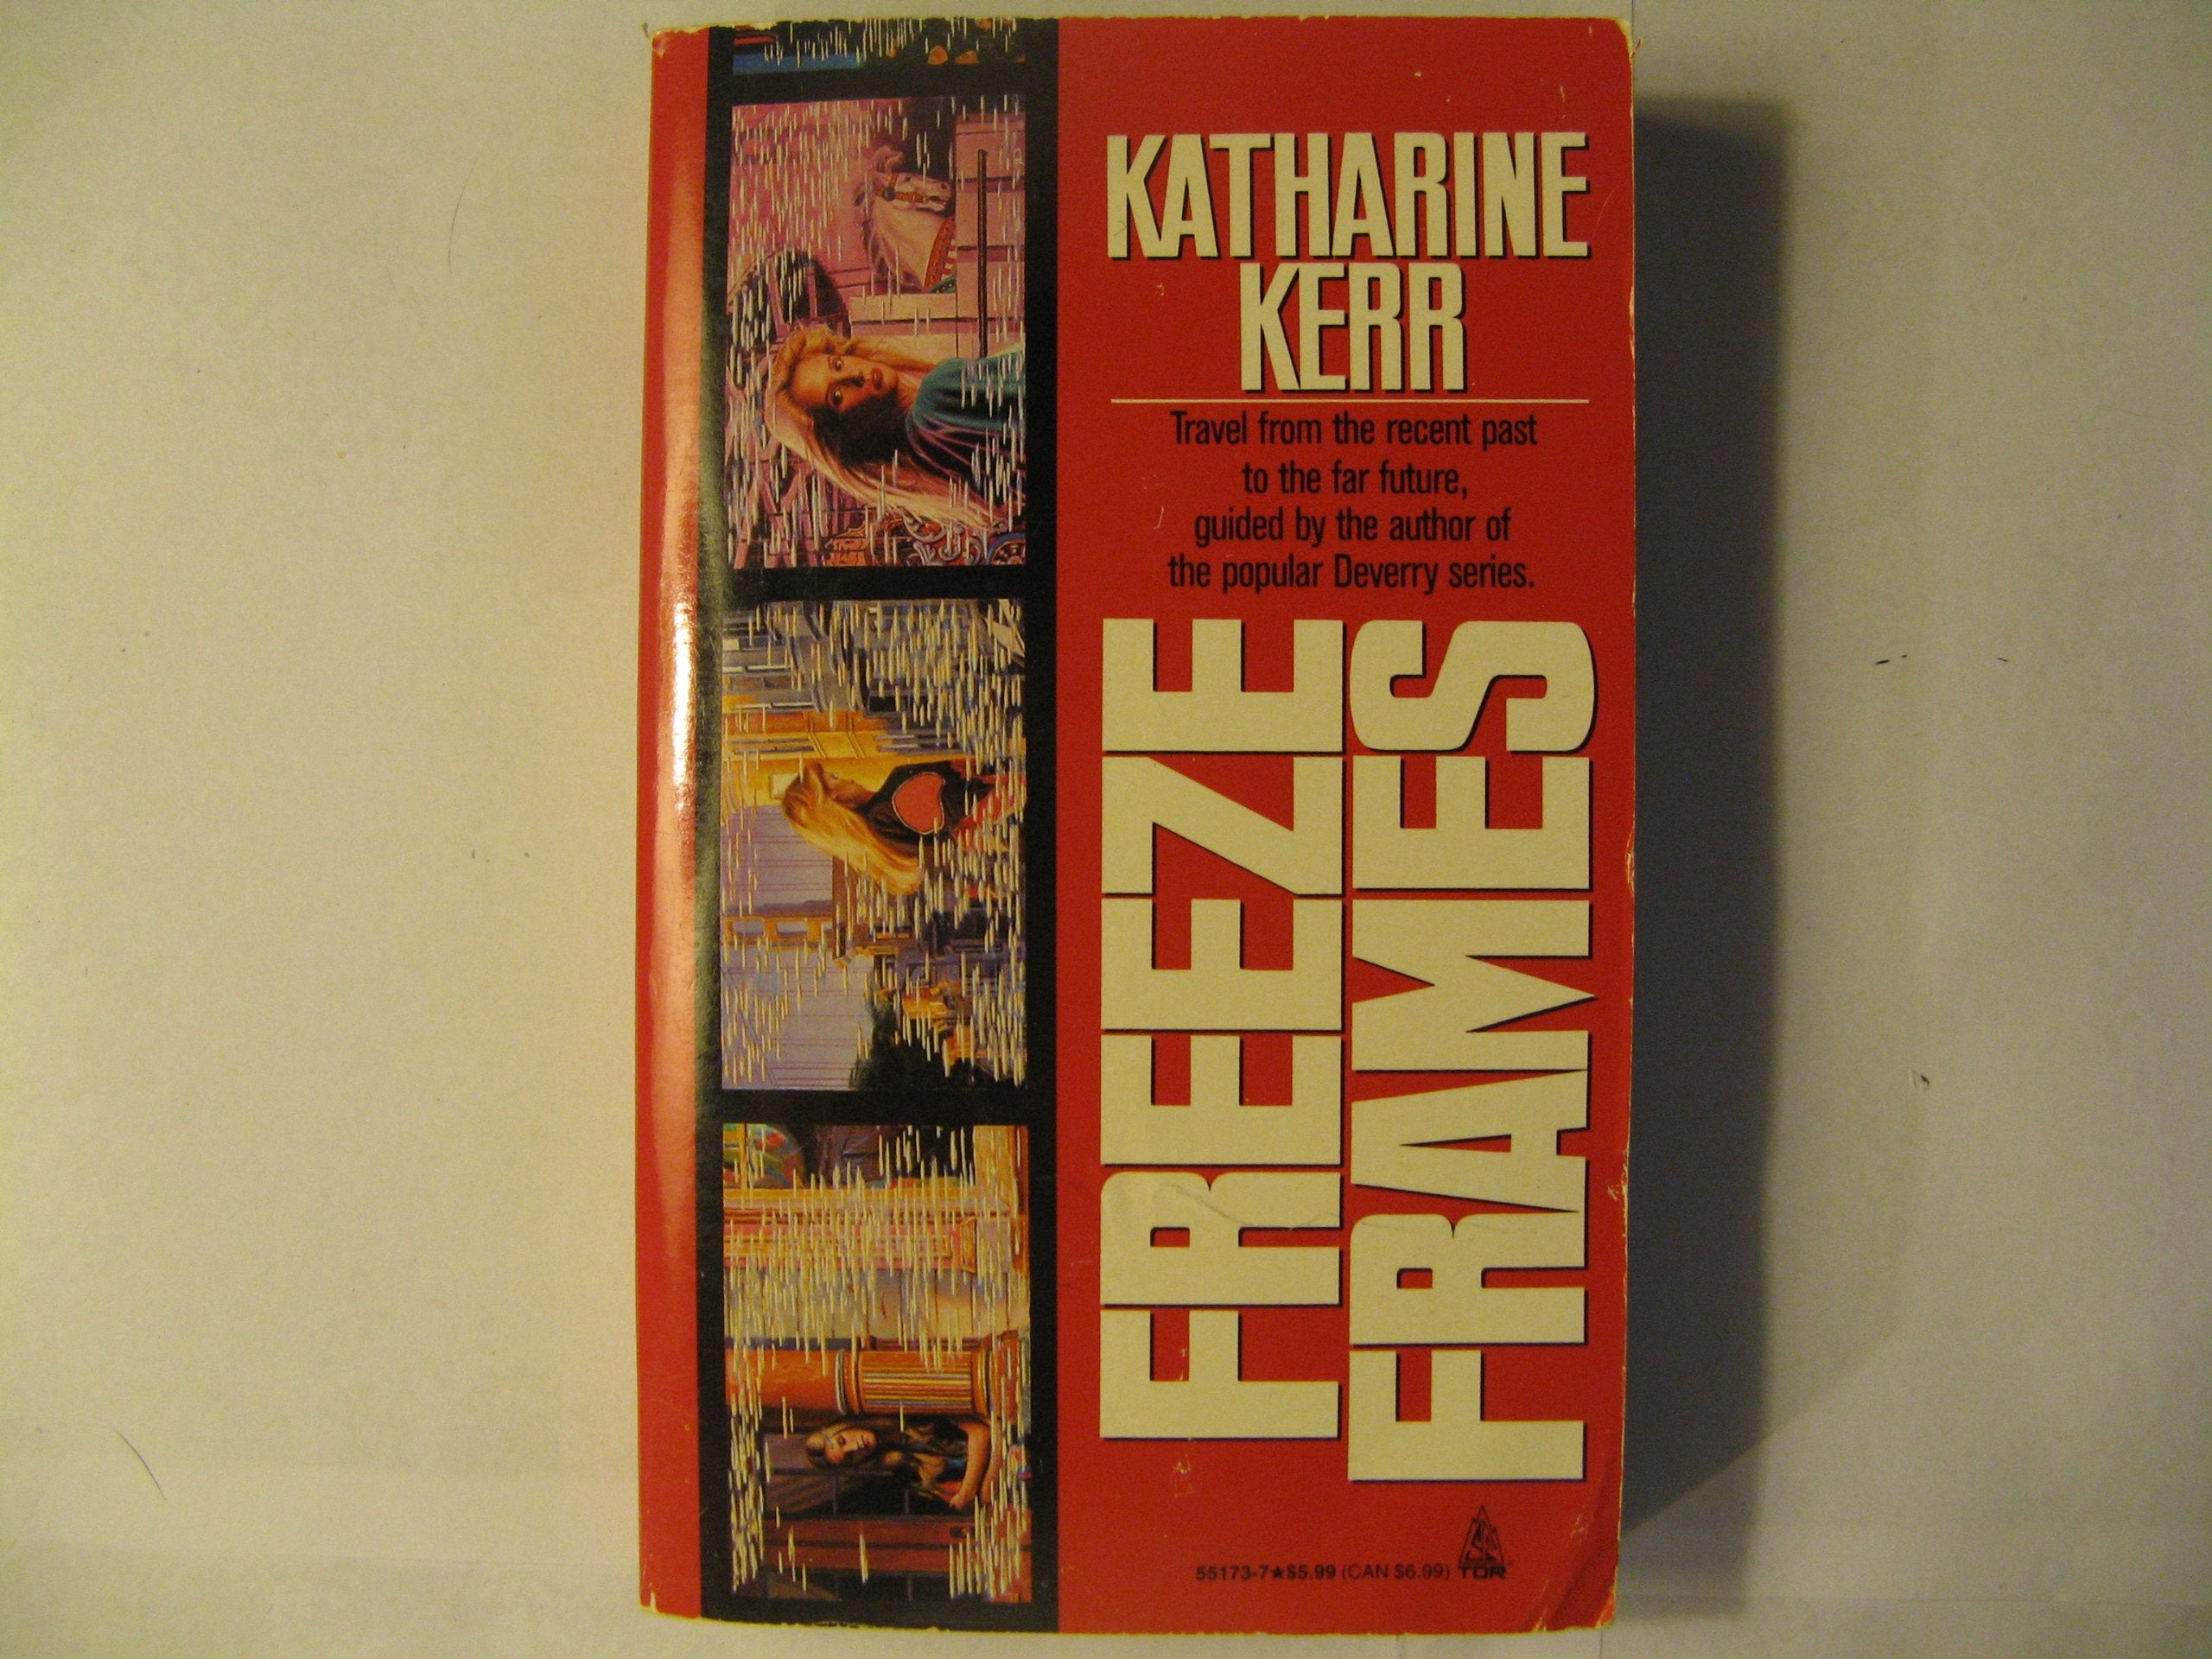 KATHARINE
KERR
Travel from the recent past
to the far future,
guided by the author of
the popular Deverry series.
FREEZE
FRAMES
55173-7★$5.99 (CAN $6.99) TOR